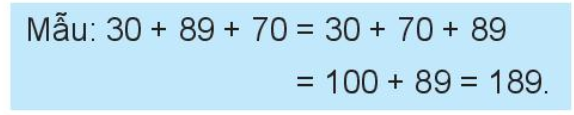 Mẫu: 30 + 89 + 70 = 30 + 70 + 89
= 100 + 89 = 189.